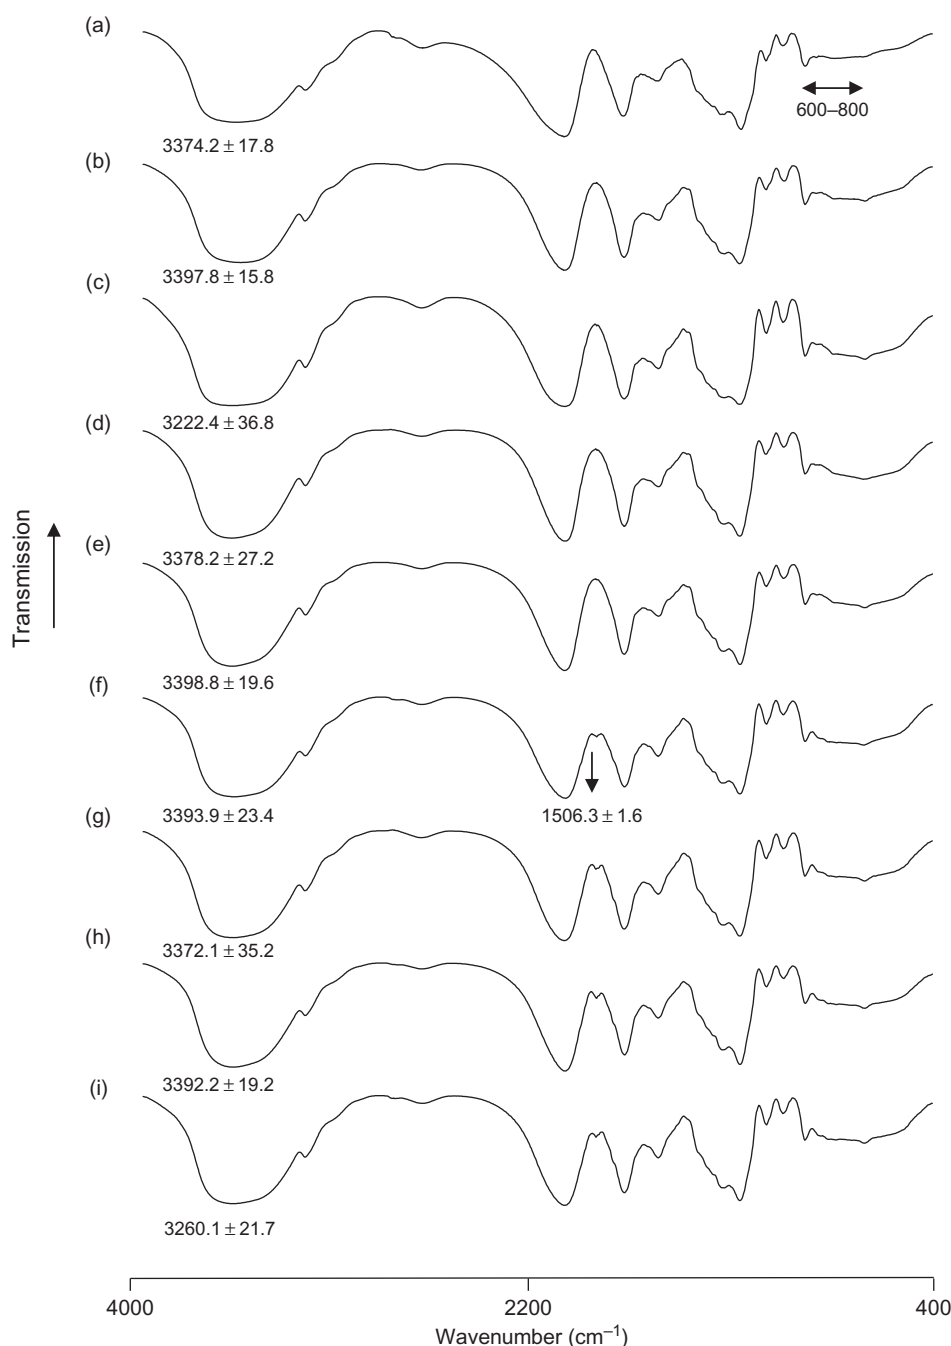 (a)
600–800
3374.2 ± 17.8
(b)
3397.8 ± 15.8
(c)
3222.4 ± 36.8
(d)
3378.2 ± 27.2
(e)
3398.8 ± 19.6
(f)
3393.9 ± 23.4
1506.3 ± 1.6
(g)
3372.1 ± 35.2
(h)
3392.2 ± 19.2
(i)
3260.1 ± 21.7
Transmission
4000 2200 400
Wavenumber (cm⁻¹)